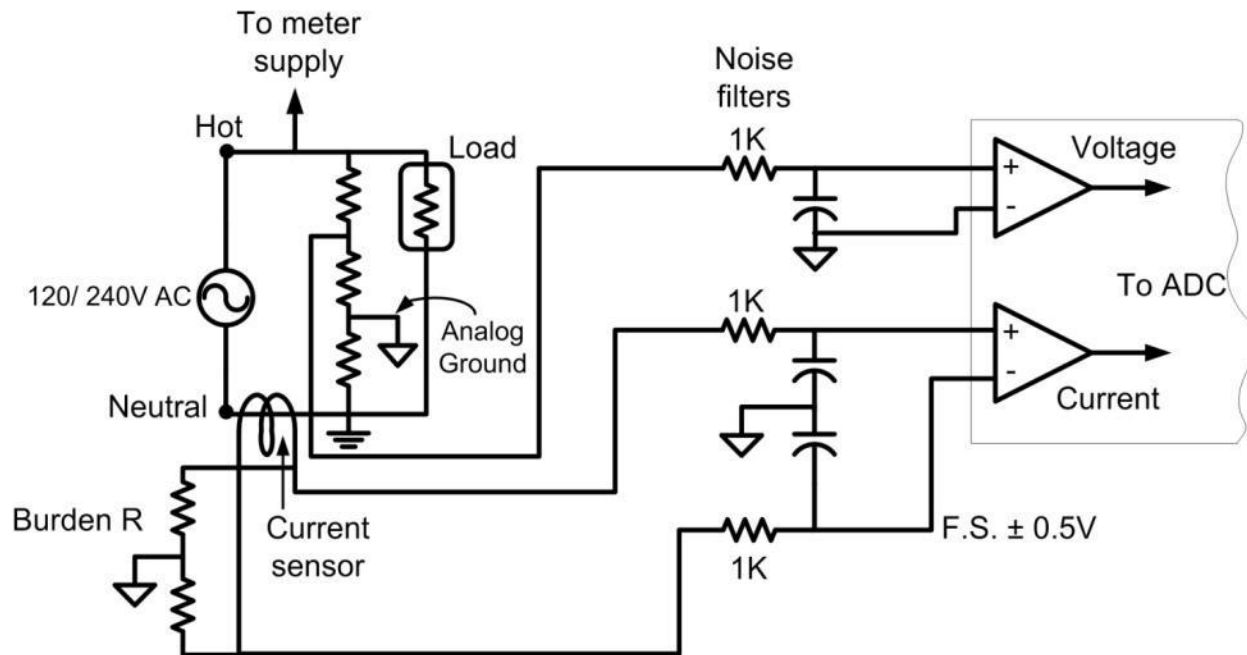 To meter
supply
Hot
Load
Noise
filters
1K
Voltage
+
-
120/ 240V AC
Analog
Ground
1K
To ADC
+
-
Neutral
Current
Burden R
Current
sensor
1K
F.S. ± 0.5V